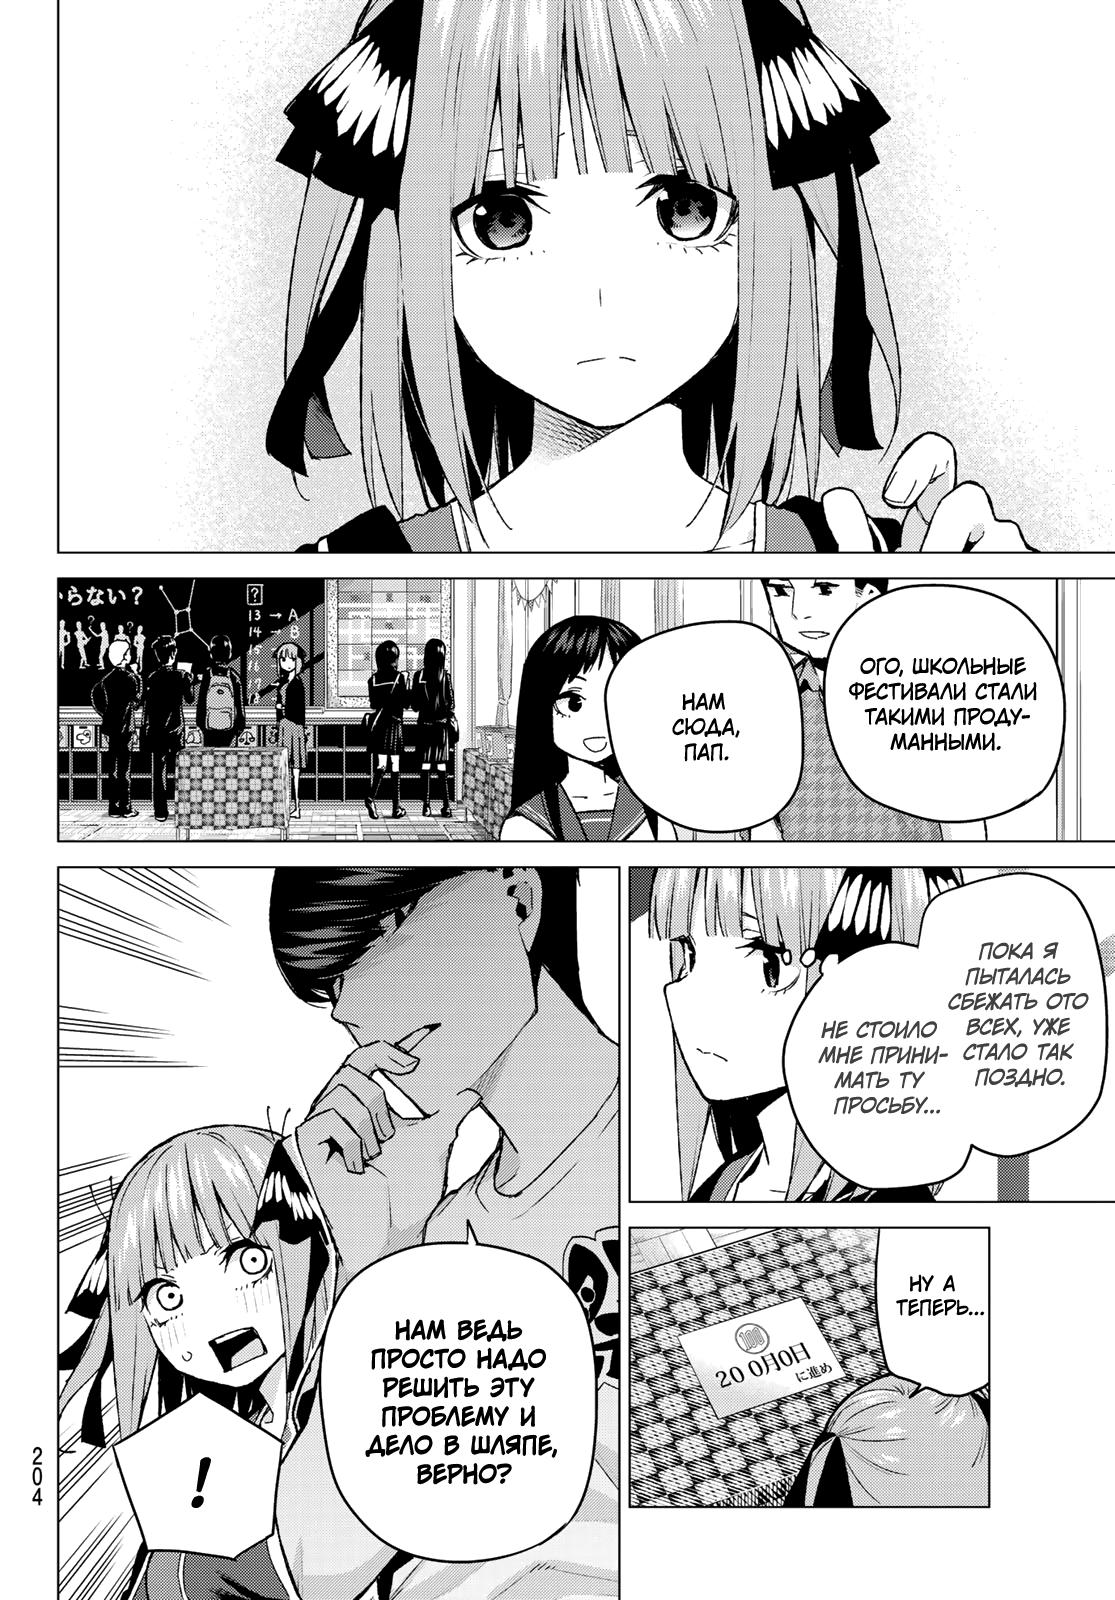 からない?
?
13→A
14→B
15
ОГО, ШКОЛЬНЫЕ
ФЕСТИВАЛИ СТАЛИ
ТАКИМИ ПРОДУ-
МАННЫМИ.
НАМ
СЮДА,
ПАП.
ПОКА Я
ПЫТАЛАСЬ
СБЕЖАТЬ ОТО
ВСЕХ, УЖЕ
СТАЛО ТАК
ПОЗДНО.
НЕ СТОИЛО
МНЕ ПРИНИ-
МАТЬ ТУ
ПРОСЬБУ...
НУ А
ТЕПЕРЬ...
100
20 0月0日
に進め
НАМ ВЕДЬ
ПРОСТО НАДО
РЕШИТЬ ЭТУ
ПРОБЛЕМУ И
ДЕЛО В ШЛЯПЕ,
ВЕРНО?
!
204